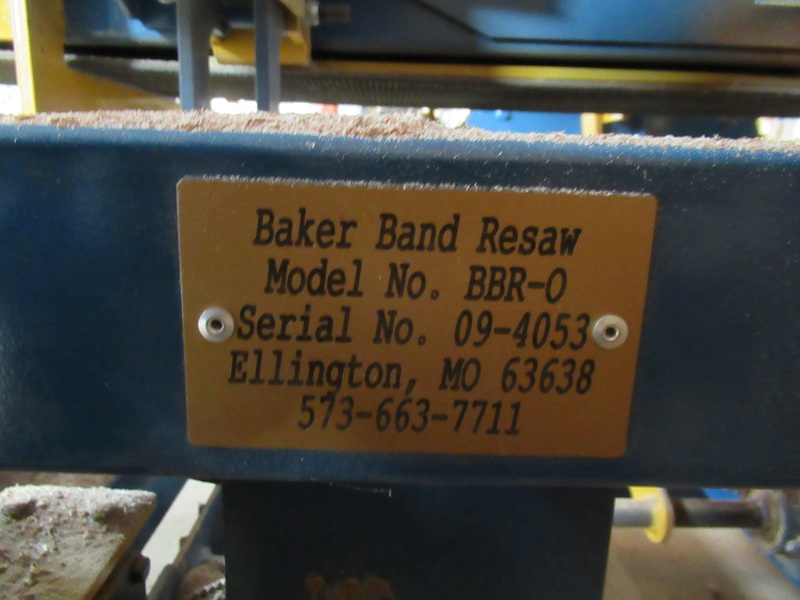 Baker Band Resaw
Model No. BBR-O
Serial No. 09-4053
Ellington, MO 63638
573-663-7711